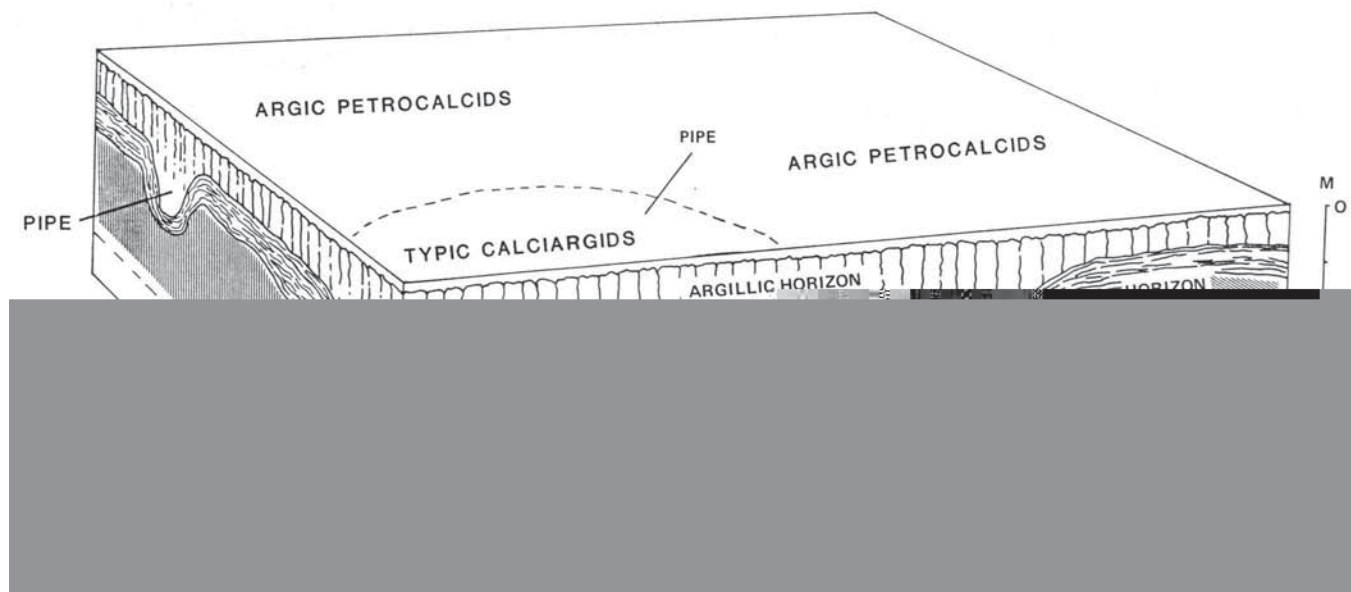 ARGIC PETROCALCIDS
PIPE
ARGIC PETROCALCIDS
M
O
PIPE
TYPIC CALCIARGIDS
ARGILLIC HORIZON
HORIZON